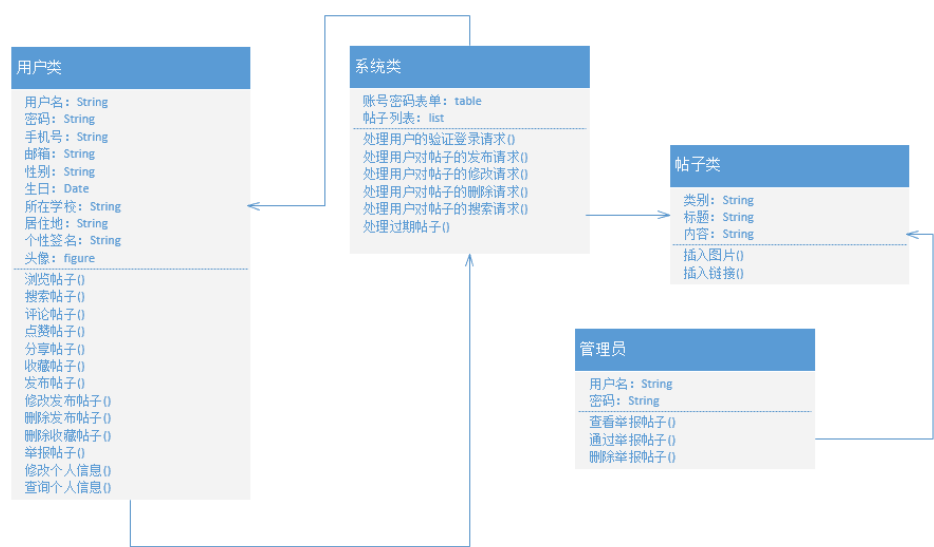 用户类
用户名：String
密码：String
手机号：String
邮箱：String
性别：String
生日：Date
所在学校：String
居住地：String
个性签名：String
头像：figure
浏览帖子()
搜索帖子()
评论帖子()
点赞帖子()
分享帖子()
收藏帖子()
发布帖子()
修改发布帖子()
删除发布帖子()
删除收藏帖子()
举报帖子()
修改个人信息()
查询个人信息()
系统类
账号密码表单：table
帖子列表：list
处理用户的验证登录请求()
处理用户对帖子的发布请求()
处理用户对帖子的修改请求()
处理用户对帖子的删除请求()
处理用户对帖子的搜索请求()
处理过期帖子()
帖子类
类别：String
标题：String
内容：String
插入图片()
插入链接()
管理员
用户名：String
密码：String
查看举报帖子()
通过举报帖子()
删除举报帖子()